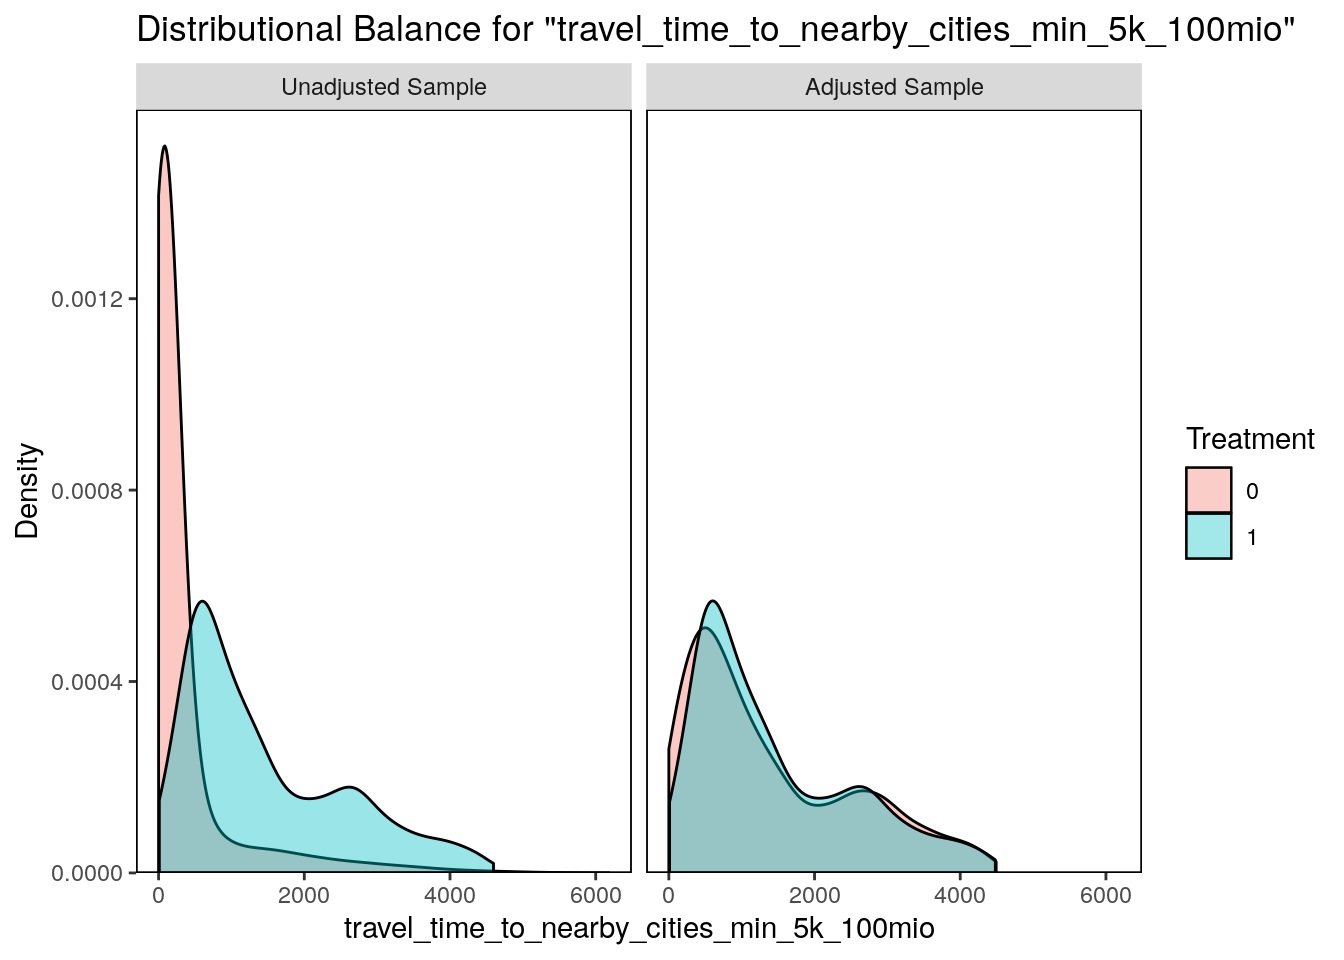 Distributional Balance for "travel_time_to_nearby_cities_min_5k_100mio"
Unadjusted Sample
Adjusted Sample
Density
0.0012
0.0008
0.0004
0.0000
0 2000 4000 6000
0 2000 4000 6000
travel_time_to_nearby_cities_min_5k_100mio
Treatment
0
1